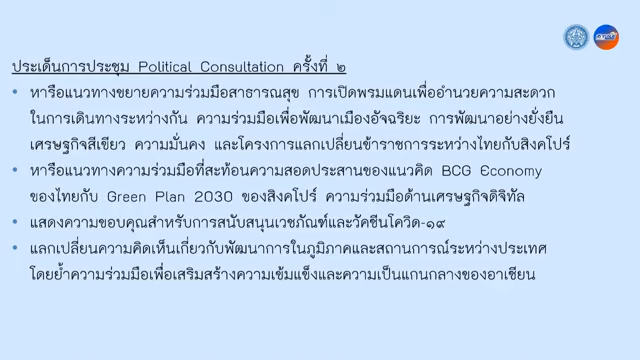 ประเด็นการประชุม Political Consultation ครั้งที่ ๒
• หารือแนวทางขยายความร่วมมือสาธารณสุข การเปิดพรมแดนเพื่ออำนวยความสะดวก
ในการเดินทางระหว่างกัน ความร่วมมือเพื่อพัฒนาเมืองอัจฉริยะ การพัฒนาอย่างยั่งยืน
เศรษฐกิจสีเขียว ความมั่นคง และโครงการแลกเปลี่ยนข้าราชการระหว่างไทยกับสิงคโปร์
• หารือแนวทางความร่วมมือที่สะท้อนความสอดประสานของแนวคิด BCG Economy
ของไทยกับ Green Plan 2030 ของสิงคโปร์ ความร่วมมือด้านเศรษฐกิจดิจิทัล
• แสดงความขอบคุณสำหรับการสนับสนุนเวชภัณฑ์และวัคซีนโควิด-๑๙
• แลกเปลี่ยนความคิดเห็นเกี่ยวกับพัฒนาการในภูมิภาคและสถานการณ์ระหว่างประเทศ
โดยย้ำความร่วมมือเพื่อเสริมสร้างความเข้มแข็งและความเป็นแกนกลางของอาเซียน